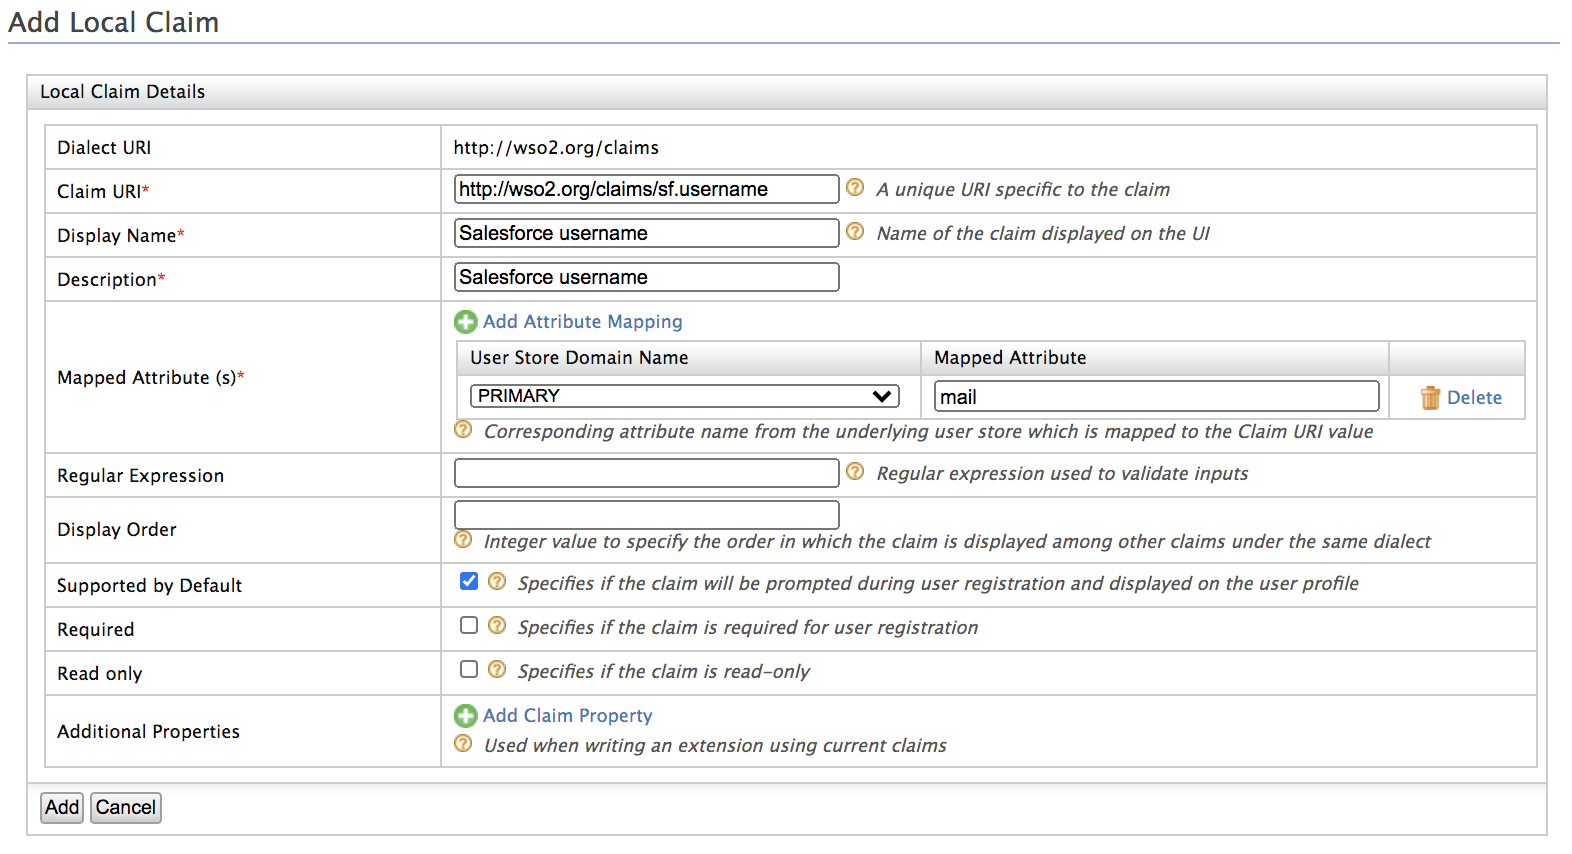 Add Local Claim
Local Claim Details
Dialect URI http://wso2.org/claims
Claim URI* http://wso2.org/claims/sf.username ? A unique URI specific to the claim
Display Name* Salesforce username ? Name of the claim displayed on the UI
Description* Salesforce username
Mapped Attribute (s)*
Add Attribute Mapping
User Store Domain Name Mapped Attribute
PRIMARY mail Delete
? Corresponding attribute name from the underlying user store which is mapped to the Claim URI value
Regular Expression ? Regular expression used to validate inputs
Display Order
? Integer value to specify the order in which the claim is displayed among other claims under the same dialect
Supported by Default ? Specifies if the claim will be prompted during user registration and displayed on the user profile
Required ? Specifies if the claim is required for user registration
Read only ? Specifies if the claim is read-only
Additional Properties
Add Claim Property
? Used when writing an extension using current claims
Add Cancel